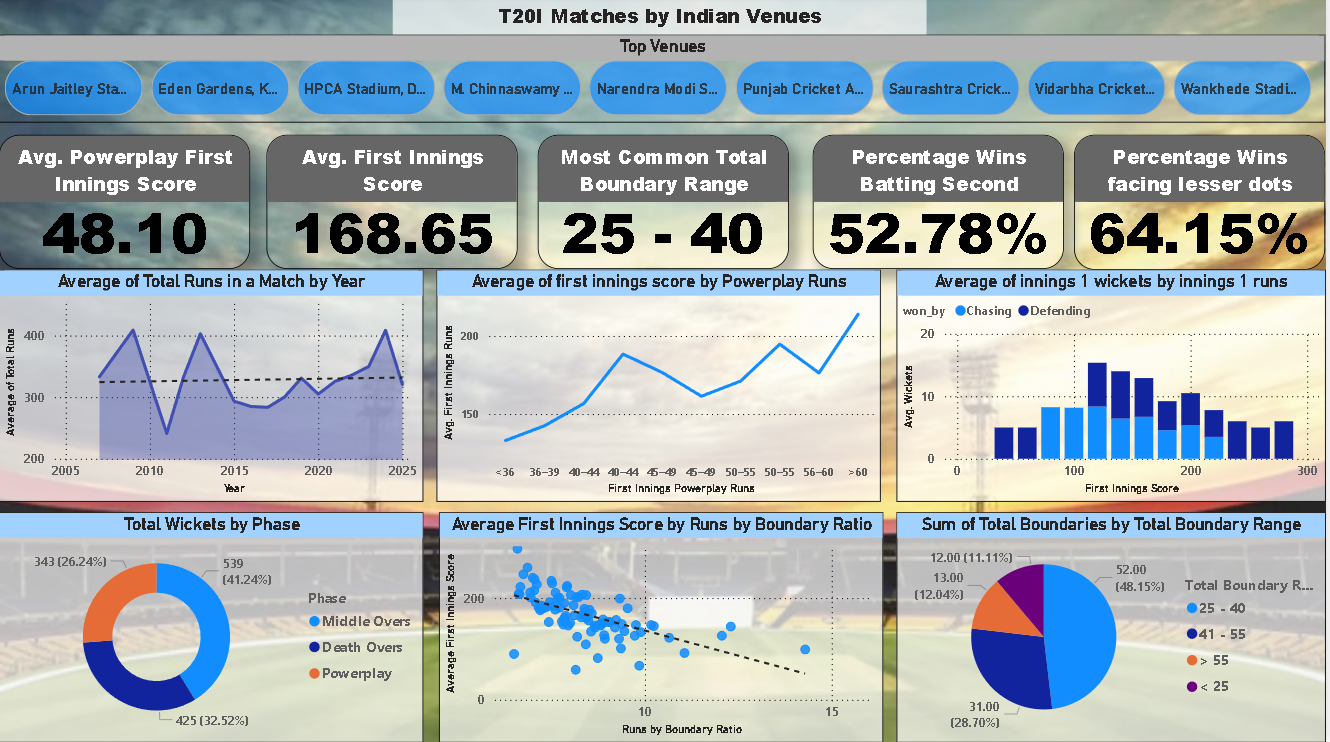 T20I Matches by Indian Venues
Top Venues
Arun Jaitley Sta...
Eden Gardens, K...
HPCA Stadium, D...
M. Chinnaswamy ...
Narendra Modi S...
Punjab Cricket A...
Saurashtra Crick...
Vidarbha Cricket...
Wankhede Stadi...
Avg. Powerplay First
Innings Score
48.10
Avg. First Innings
Score
168.65
Most Common Total
Boundary Range
25 - 40
Percentage Wins
Batting Second
52.78%
Percentage Wins
facing lesser dots
64.15%
Average of Total Runs in a Match by Year
Average of Total Runs
400
300
200
2005
2010
2015
2020
2025
Year
Average of first innings score by Powerplay Runs
Avg. First Innings Runs
200
150
<36
36–39
40–44
40–44
45–49
45–49
50–55
50–55
56–60
>60
First Innings Powerplay Runs
Average of innings 1 wickets by innings 1 runs
won_by
Chasing
Defending
Avg. Wickets
20
10
0
0
100
200
300
First Innings Score
Total Wickets by Phase
343 (26.24%)
539
(41.24%)
425 (32.52%)
Phase
Middle Overs
Death Overs
Powerplay
Average First Innings Score by Runs by Boundary Ratio
Average First Innings Score
200
0
10
15
Runs by Boundary Ratio
Sum of Total Boundaries by Total Boundary Range
12.00 (11.11%)
13.00
(12.04%)
52.00
(48.15%)
31.00
(28.70%)
Total Boundary R...
25 - 40
41 - 55
> 55
< 25